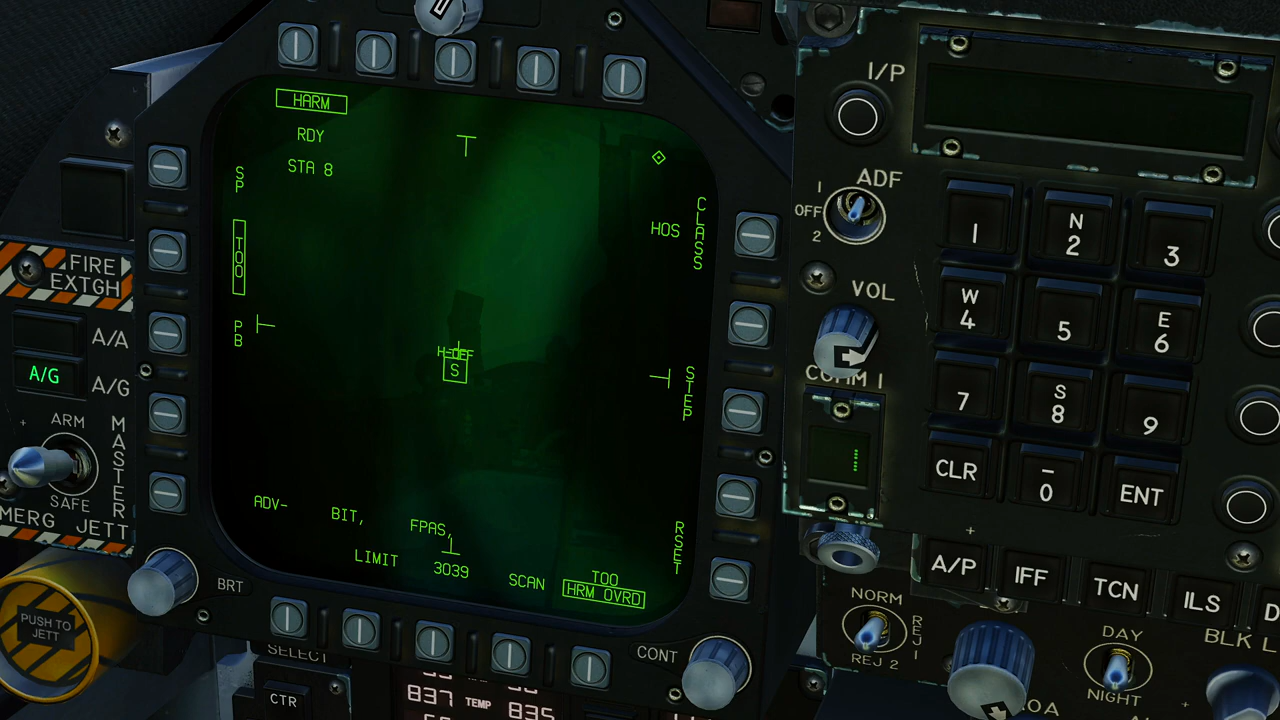 HARM
RDY
STA 8
SP
TOO
PB
CLASS
HOS
STEP
RSET
H-OFF
S
ADV-
BIT,
FPAS,
LIMIT
3039
SCAN
TOO
HRM OVRD
BRT
CONT
FIRE
EXTGH
A/A
A/G
A/G
MASTER
ARM
SAFE
EMERG JETT
PUSH TO
JETT
SELECT
CTR
837 TEMP 835
I/P
ADF
1
OFF
2
VOL
COMM 1
1
N
2
3
W
4
5
E
6
7
S
8
9
CLR
-
0
ENT
A/P
IFF
TCN
ILS
NORM
REJ 1
REJ 2
DAY
NIGHT
BLK